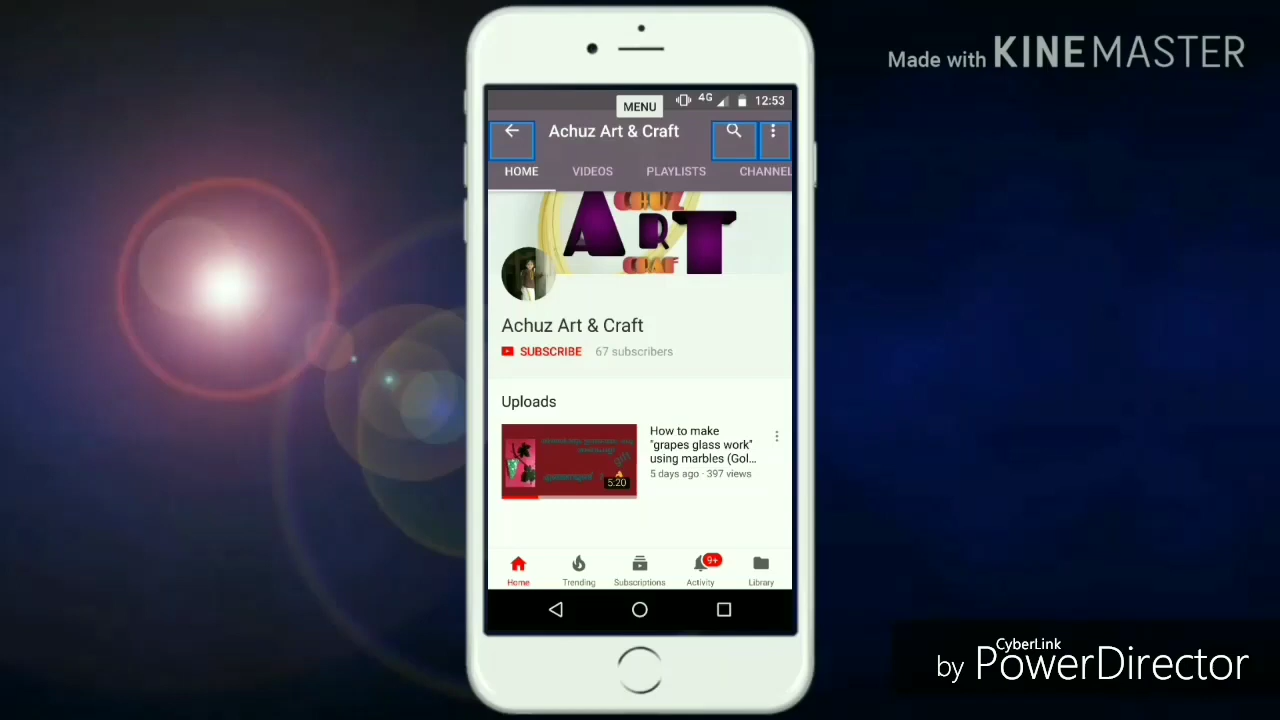 Made with KINEMASTER
4G 12:53
MENU
Achuz Art & Craft
HOME VIDEOS PLAYLISTS CHANNEL
ACHUZ
ART
CRAFT
Achuz Art & Craft
SUBSCRIBE 67 subscribers
Uploads
How to make
"grapes glass work"
using marbles (Gol...
5 days ago · 397 views
5:20
9+
Home Trending Subscriptions Activity Library
CyberLink
by PowerDirector